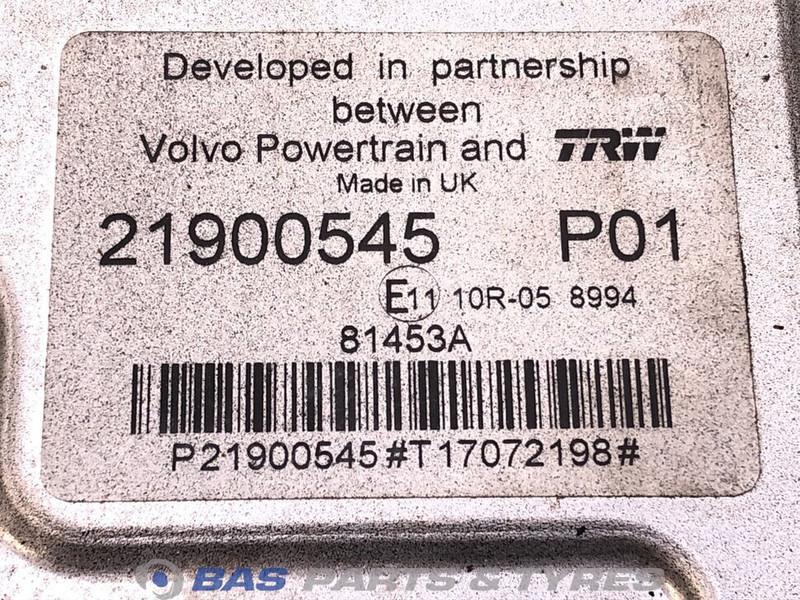 Developed in partnership
between
Volvo Powertrain and TRW
Made in UK
21900545 P01
E11 10R-05 8994
81453A
P21900545#T17072198#
BAS PARTS & TYRES